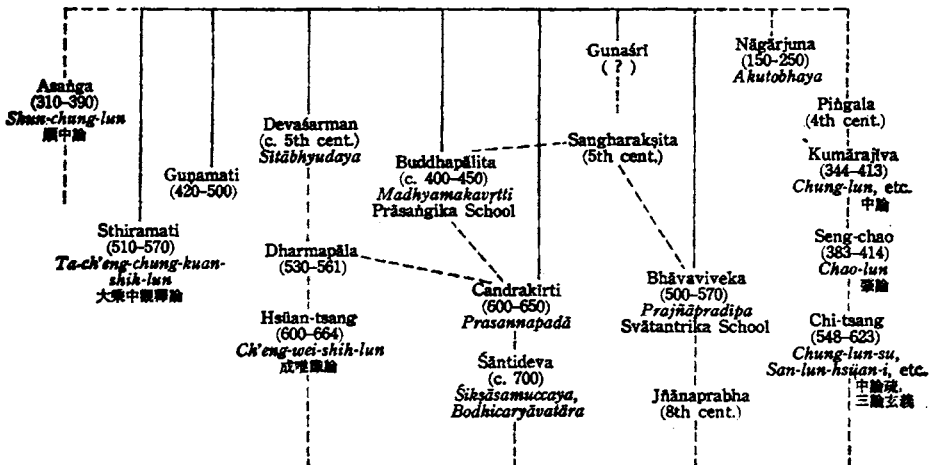 Asaṅga
(310–390)
Shun-chung-lun
順中論
Sthiramati
(510–570)
Ta-ch'eng-chung-kuan-
shih-lun
大乘中觀釋論
Guṇamati
(420–500)
Devaśarman
(c. 5th cent.)
Sitābhyudaya
Dharmapāla
(530–561)
Hsüan-tsang
(600–664)
Ch'eng-wei-shih-lun
成唯識論
Buddhapālita
(c. 400–450)
Madhyamakavṛtti
Prāsaṅgika School
Candrakīrti
(600–650)
Prasannapadā
Śāntideva
(c. 700)
Śikṣāsamuccaya,
Bodhicaryāvatāra
Gunaśrī
( ? )
Sangharakṣita
(5th cent.)
Bhāvaviveka
(500–570)
Prajñāpradīpa
Svātantrika School
Jñānaprabha
(8th cent.)
Nāgārjuna
(150–250)
Akutobhaya
Piṅgala
(4th cent.)
Kumārajīva
(344–413)
Chung-lun, etc.
中論
Seng-chao
(383–414)
Chao-lun
肇論
Chi-tsang
(548–623)
Chung-lun-su,
San-lun-hsüan-i, etc.
中論疏,
三論玄義